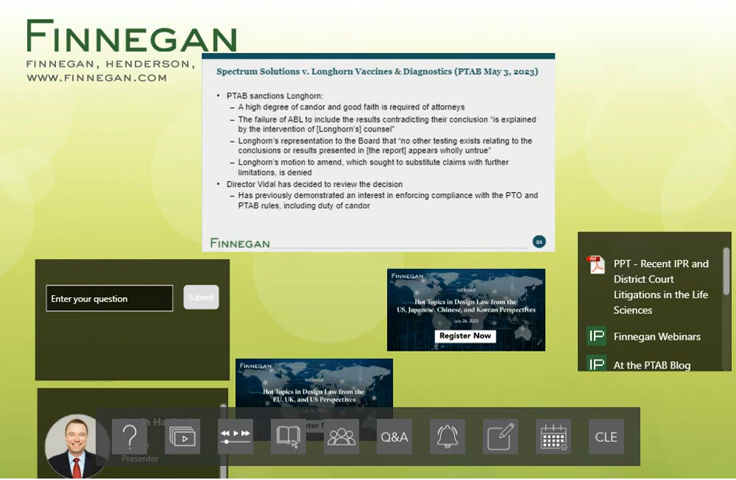 FINNEGAN
FINNEGAN, HENDERSON,
WWW.FINNEGAN.COM
Spectrum Solutions v. Longhorn Vaccines & Diagnostics (PTAB May 3, 2023)
• PTAB sanctions Longhorn:
– A high degree of candor and good faith is required of attorneys
– The failure of ABL to include the results contradicting their conclusion “is explained
by the intervention of [Longhorn's] counsel”
– Longhorn's representation to the Board that “no other testing exists relating to the
conclusions or results presented in [the report] appears wholly untrue”
– Longhorn's motion to amend, which sought to substitute claims with further
limitations, is denied
• Director Vidal has decided to review the decision
– Has previously demonstrated an interest in enforcing compliance with the PTO and
PTAB rules, including duty of candor
FINNEGAN
Enter your question
Submit
FINNEGAN
WEBINAR
Hot Topics in Design Law from the
US, Japanese, Chinese, and Korean Perspectives
July 26, 2023
Register Now
PDF
PPT - Recent IPR and
District Court
Litigations in the Life
Sciences
IP
Finnegan Webinars
IP
At the PTAB Blog
FINNEGAN
WEBINAR
Hot Topics in Design Law from the
EU, UK, and US Perspectives
Presenter
?
Q&A
CLE